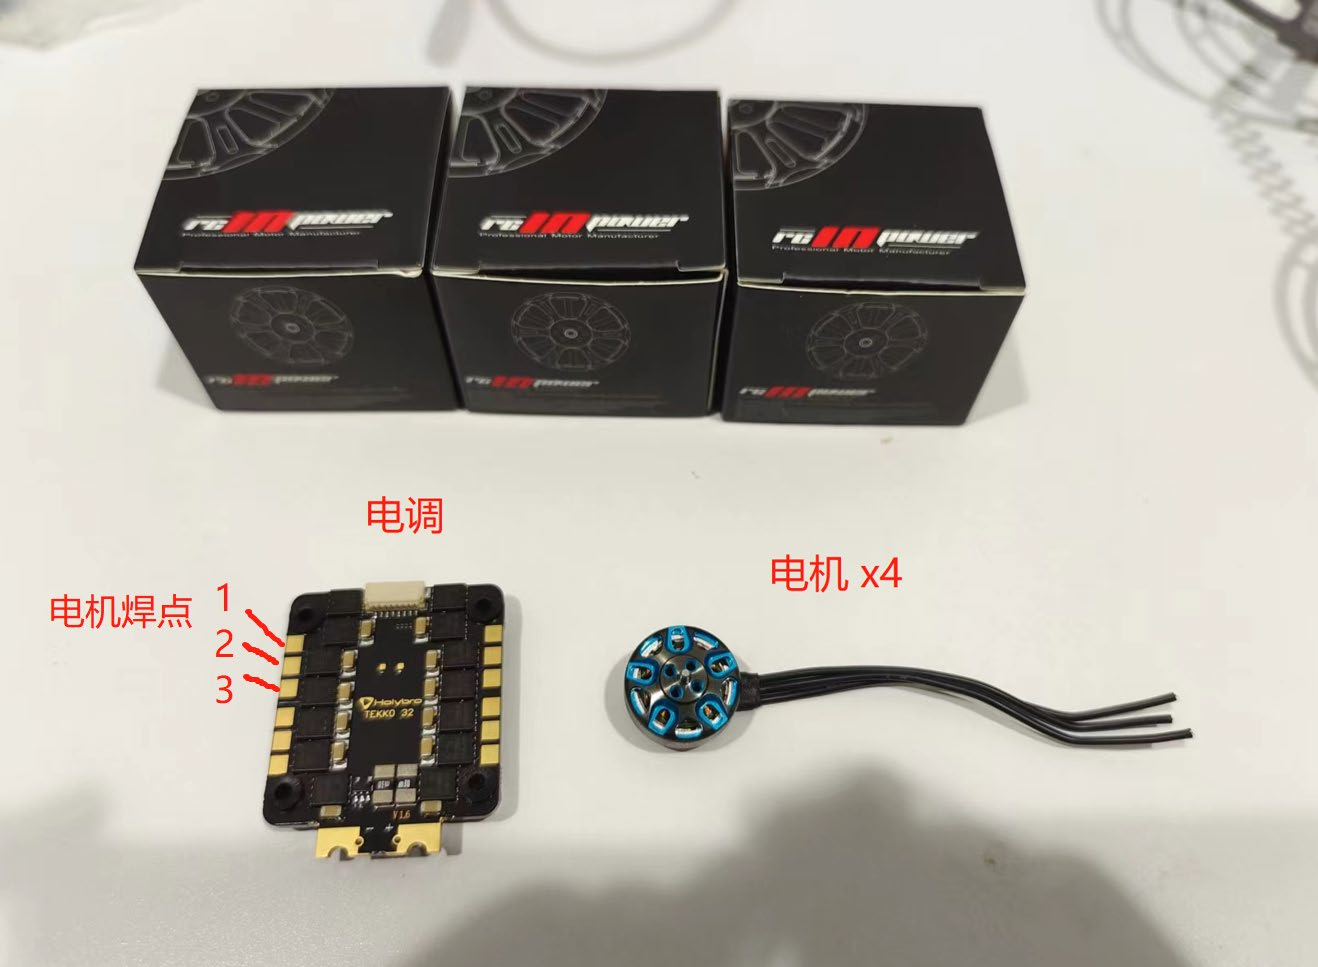 rcINpower
Professional Motor Manufacturer
rcINpower
Professional Motor Manufacturer
rcINpower
Professional Motor Manufacturer
rcINpower
rcINpower
rcINpower
电调
电机 x4
电机焊点
1
2
3
Holybro
TEKKO 32
V1.6